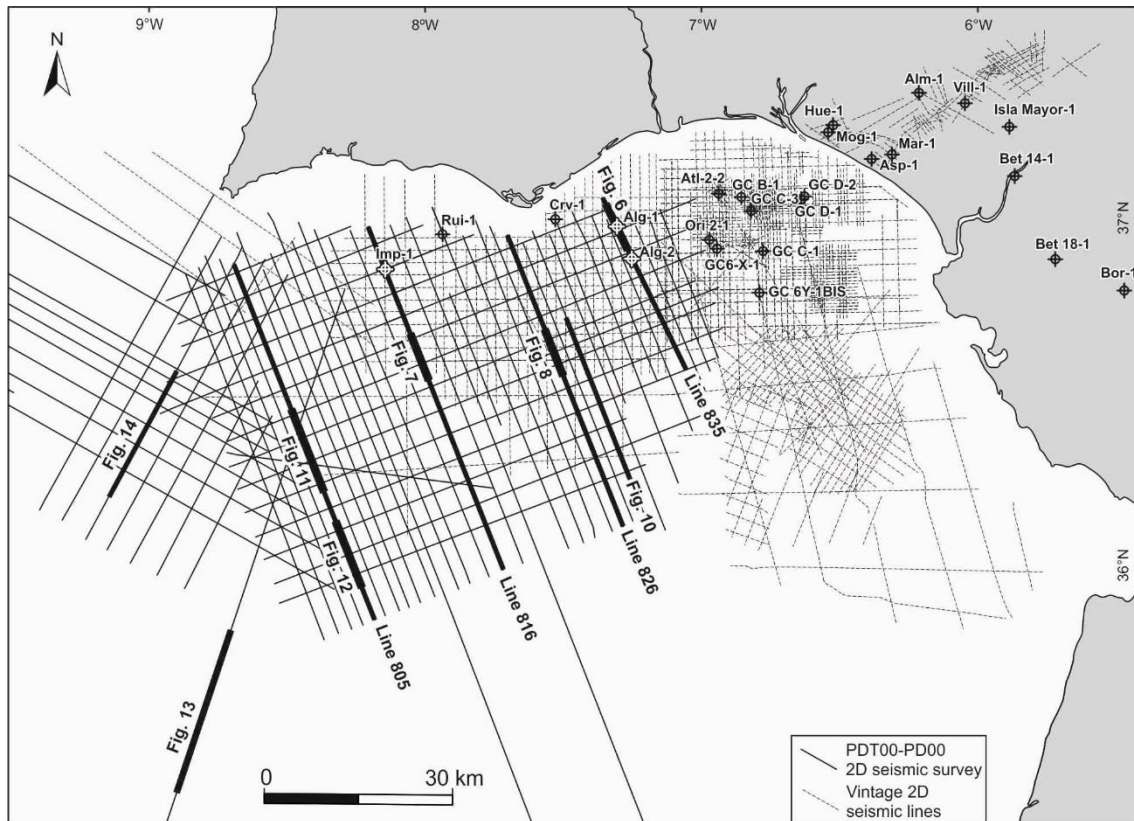 9°W
8°W
7°W
6°W
N
Alm-1
Vill-1
Hue-1
Isla Mayor-1
Mog-1
Mar-1
Asp-1
Bet 14-1
Atl-2-2
GC B-1
GC D-2
Fig. 6
GC D-1
Crv-1
Alg-1
37°N
Rui-1
Ori 2-1
Imp-1
Alg-2
GC C-1
Bet 18-1
GC6-X-1
GC 6Y-1BIS
Bor-1
Fig. 7
Fig. 8
Line 835
Fig. 14
Fig. 11
Fig. 10
Fig. 12
Line 826
36°N
Line 816
Line 805
Fig. 13
0
30 km
PDT00-PD00
2D seismic survey
Vintage 2D
seismic lines